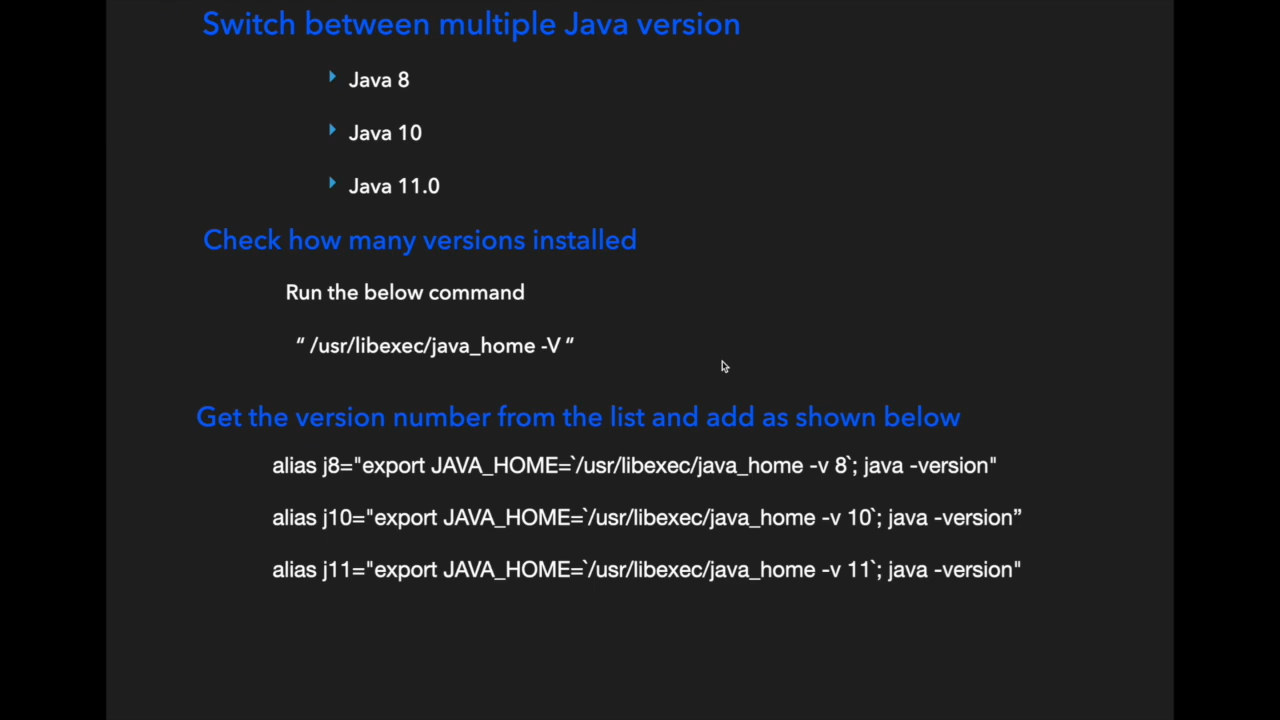 Switch between multiple Java version
Java 8
Java 10
Java 11.0
Check how many versions installed
Run the below command
“ /usr/libexec/java_home -V “
Get the version number from the list and add as shown below
alias j8="export JAVA_HOME=`/usr/libexec/java_home -v 8`; java -version"
alias j10="export JAVA_HOME=`/usr/libexec/java_home -v 10`; java -version”
alias j11="export JAVA_HOME=`/usr/libexec/java_home -v 11`; java -version"